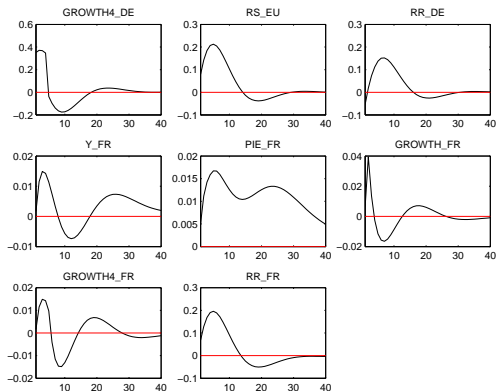 GROWTH4_DE RS_EU RR_DE
0.6 0.3 0.3
0.4 0.2 0.2
0.2 0.1 0.1
0 0 0
−0.2 −0.1 −0.1
10 20 30 40 10 20 30 40 10 20 30 40
Y_FR PIE_FR GROWTH_FR
0.02 0.02 0.04
0.015
0.01 0.01 0.02
0 0.005 0
−0.01 0 −0.02
10 20 30 40 10 20 30 40 10 20 30 40
GROWTH4_FR RR_FR
0.02 0.3
0.01 0.2
0 0.1
−0.01 0
−0.02 −0.1
10 20 30 40 10 20 30 40